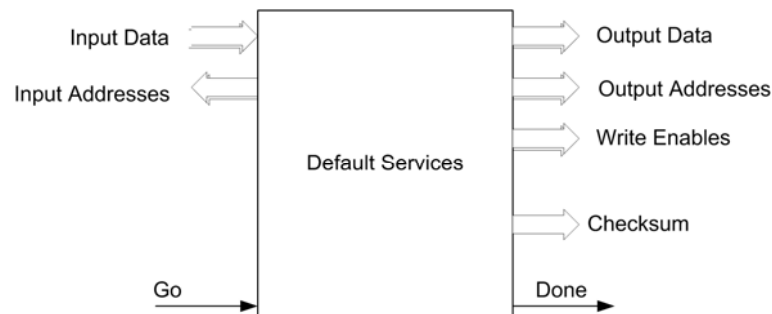 Input Data
Output Data
Input Addresses
Output Addresses
Write Enables
Default Services
Checksum
Go
Done